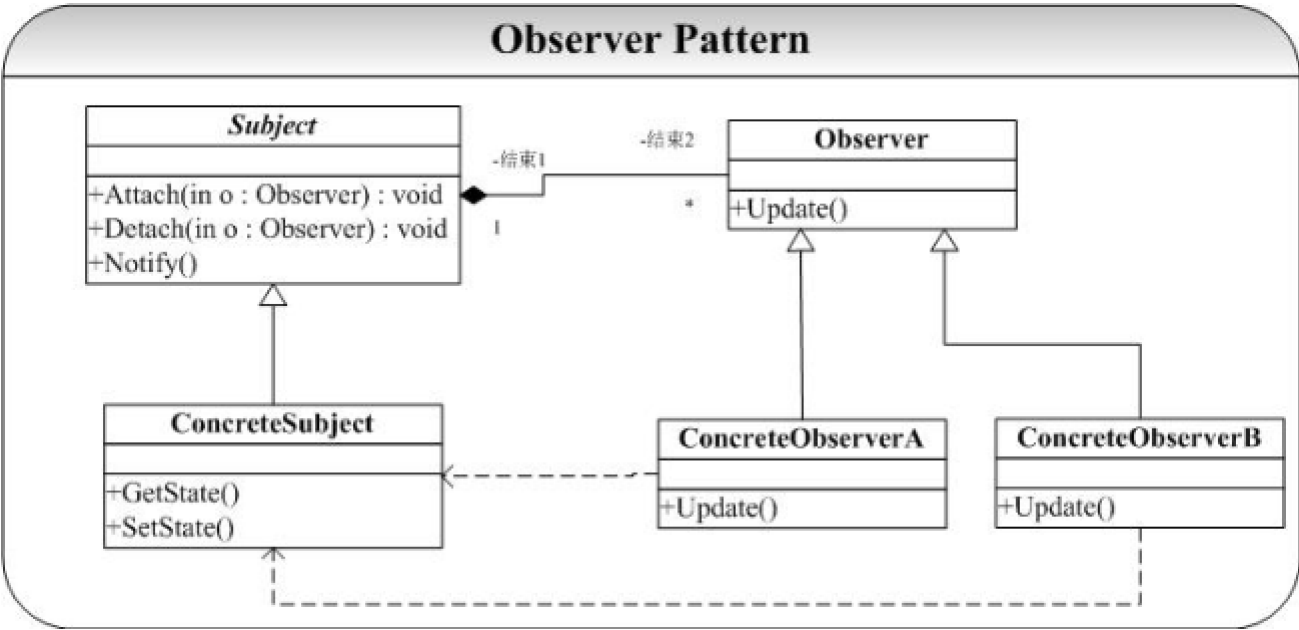 Observer Pattern
Subject
+Attach(in o : Observer) : void
+Detach(in o : Observer) : void
+Notify()
-结束1
1
-结束2
*
Observer
+Update()
ConcreteSubject
+GetState()
+SetState()
ConcreteObserverA
+Update()
ConcreteObserverB
+Update()